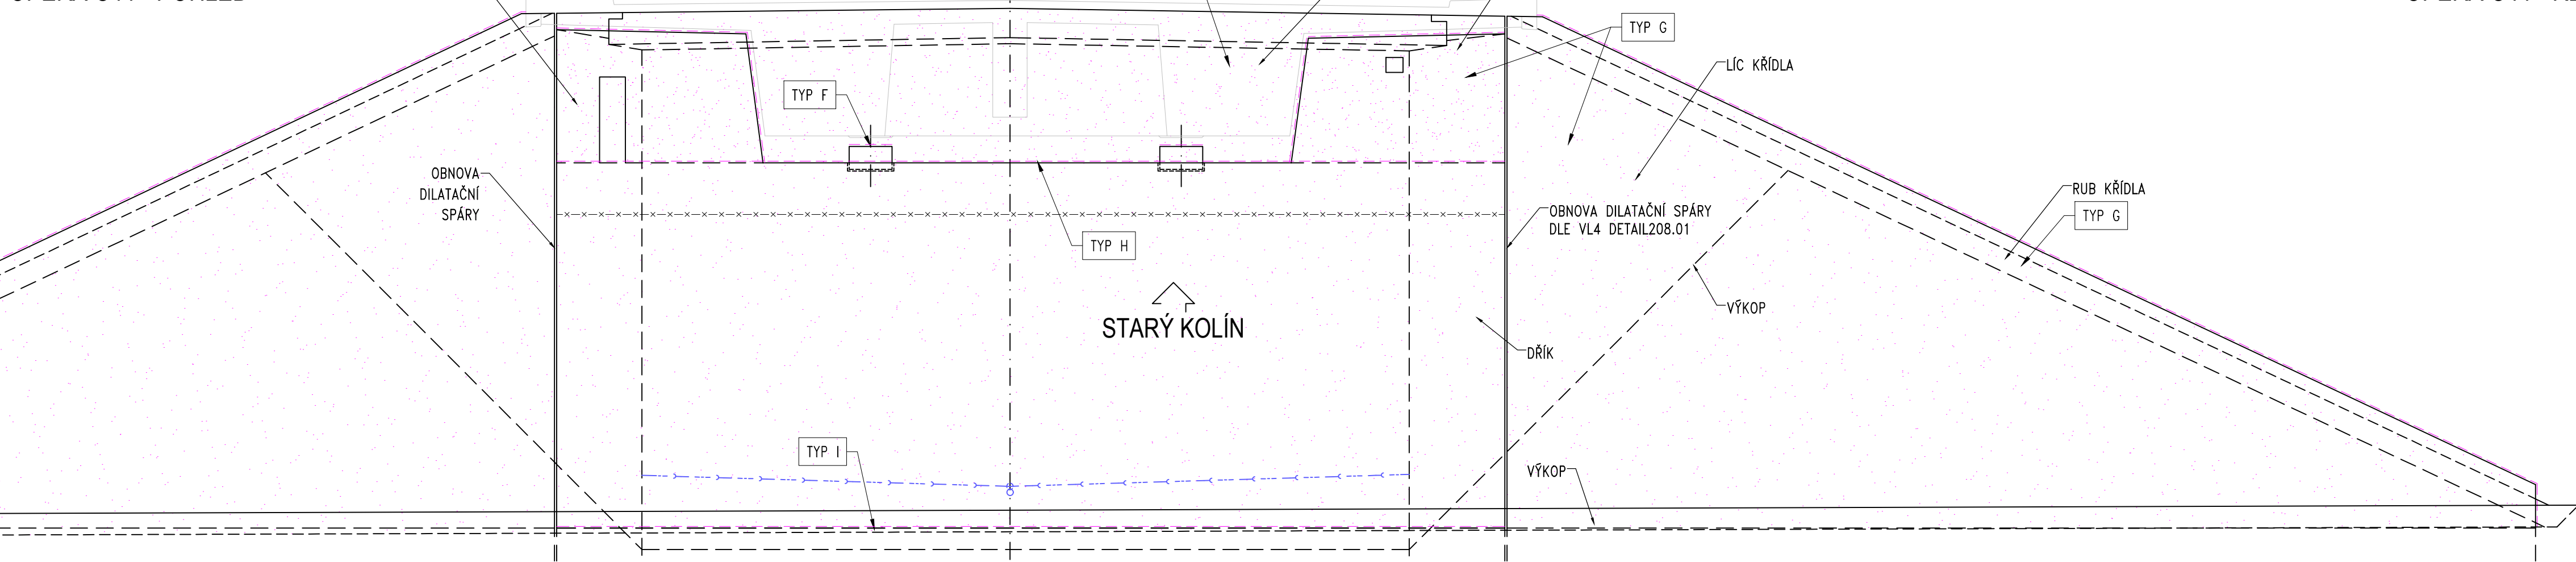 TYP G
LÍC KŘÍDLA
TYP F
OBNOVA
DILATAČNÍ
SPÁRY
RUB KŘÍDLA
TYP G
OBNOVA DILATAČNÍ SPÁRY
DLE VL4 DETAIL208.01
TYP H
STARÝ KOLÍN
VÝKOP
DŘÍK
TYP I
VÝKOP